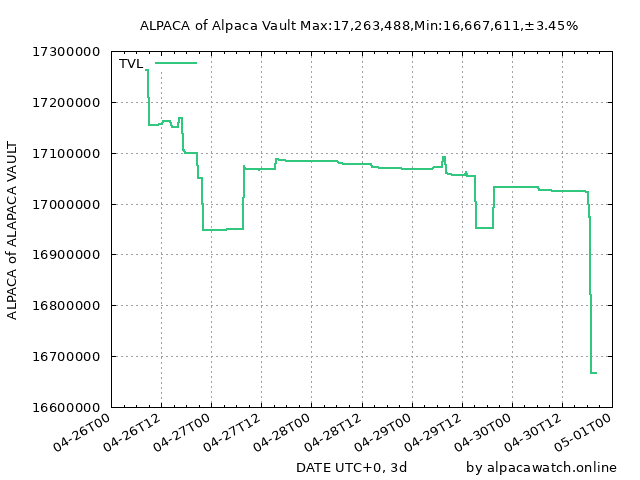 ALPACA of Alpaca Vault Max:17,263,488,Min:16,667,611,±3.45%
TVL
17300000
17200000
17100000
17000000
16900000
16800000
16700000
16600000
ALPACA of ALAPACA VAULT
04-26T00
04-26T12
04-27T00
04-27T12
04-28T00
04-28T12
04-29T00
04-29T12
04-30T00
04-30T12
05-01T00
DATE UTC+0, 3d
by alpacawatch.online